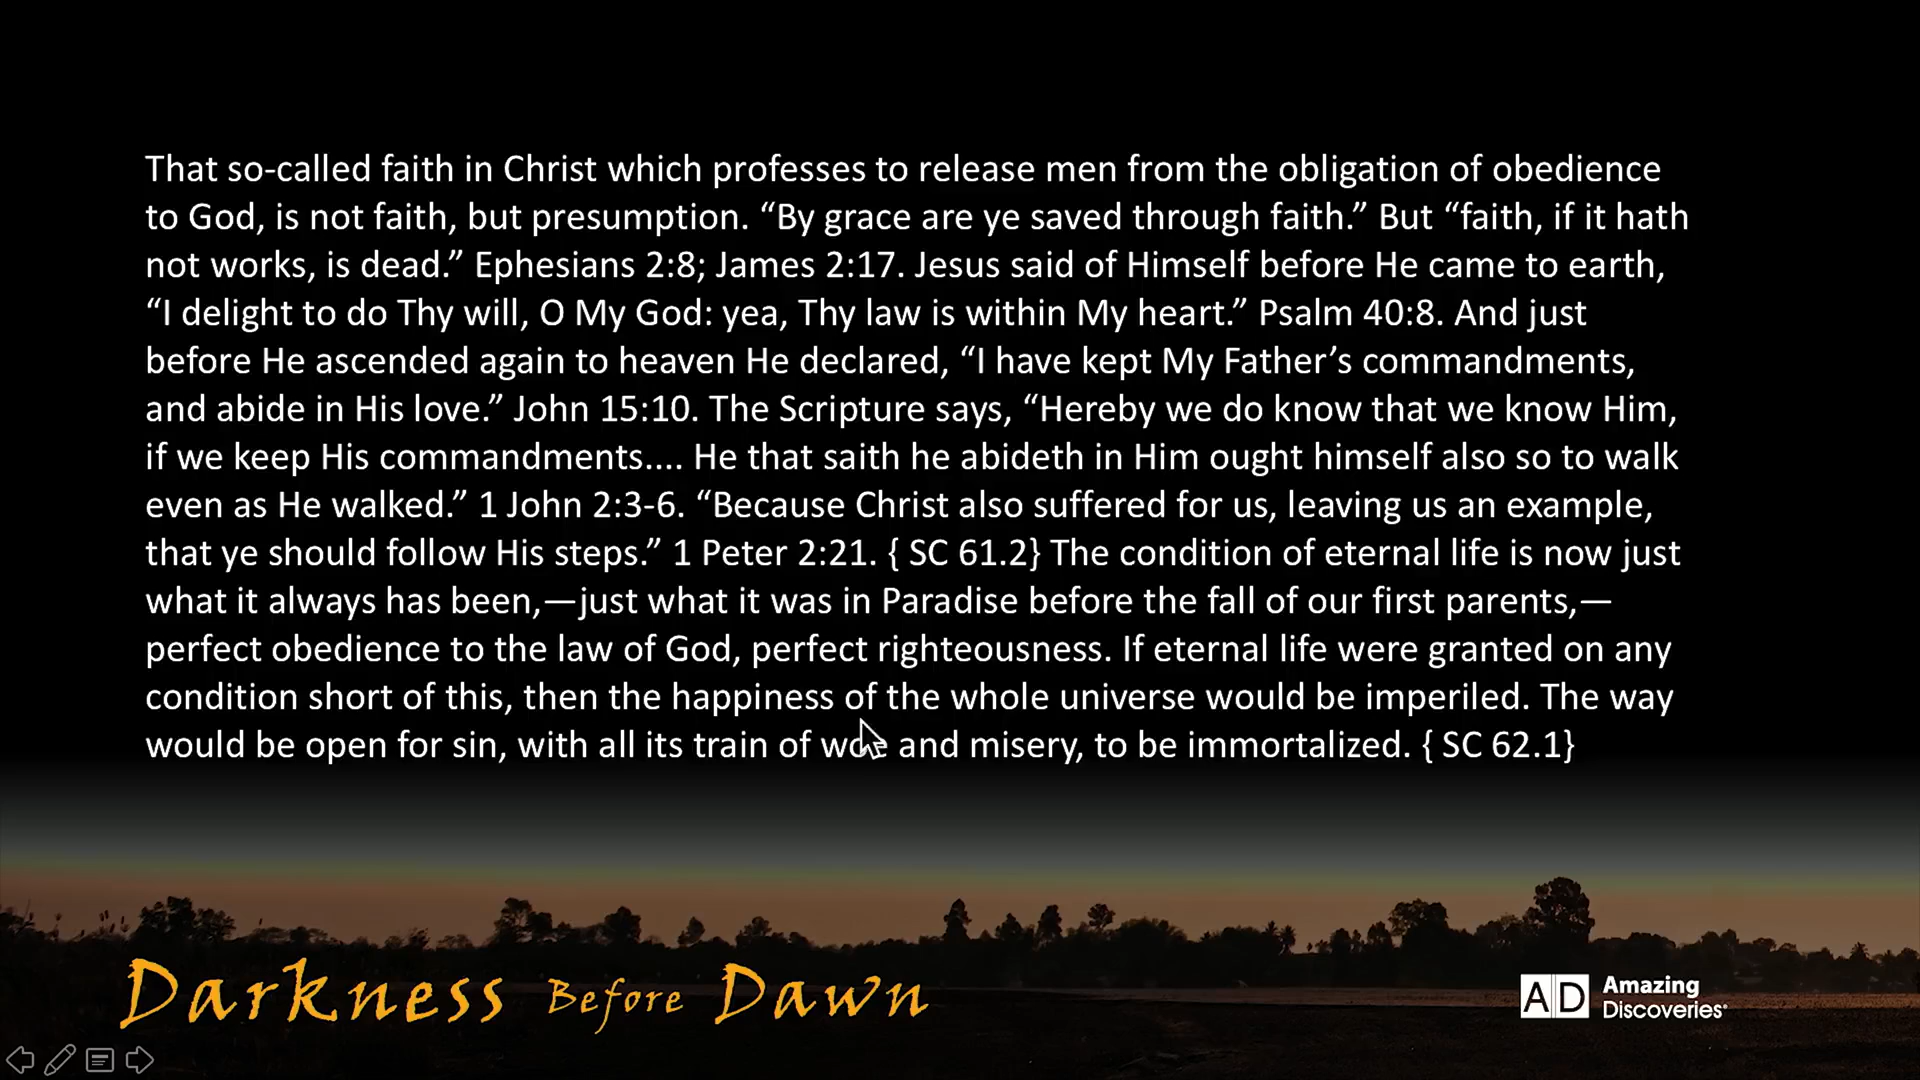 That so-called faith in Christ which professes to release men from the obligation of obedience
to God, is not faith, but presumption. “By grace are ye saved through faith.” But “faith, if it hath
not works, is dead.” Ephesians 2:8; James 2:17. Jesus said of Himself before He came to earth,
“I delight to do Thy will, O My God: yea, Thy law is within My heart.” Psalm 40:8. And just
before He ascended again to heaven He declared, “I have kept My Father’s commandments,
and abide in His love.” John 15:10. The Scripture says, “Hereby we do know that we know Him,
if we keep His commandments.... He that saith he abideth in Him ought himself also so to walk
even as He walked.” 1 John 2:3-6. “Because Christ also suffered for us, leaving us an example,
that ye should follow His steps.” 1 Peter 2:21. { SC 61.2} The condition of eternal life is now just
what it always has been,—just what it was in Paradise before the fall of our first parents,—
perfect obedience to the law of God, perfect righteousness. If eternal life were granted on any
condition short of this, then the happiness of the whole universe would be imperiled. The way
would be open for sin, with all its train of woe and misery, to be immortalized. { SC 62.1}
Darkness Before Dawn
AD Amazing
Discoveries